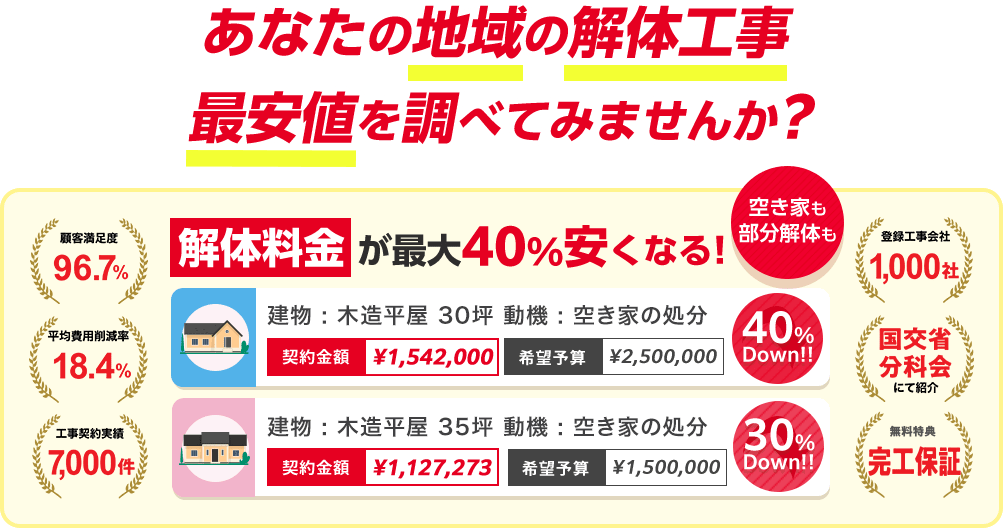 あなたの地域の解体工事
最安値を調べてみませんか?
空き家も
部分解体も
解体料金が最大40%安くなる!
顧客満足度
96.7%
平均費用削減率
18.4%
工事契約実績
7,000件
建物：木造平屋 30坪 動機：空き家の処分
契約金額 ¥1,542,000 希望予算 ¥2,500,000
40%
Down!!
建物：木造平屋 35坪 動機：空き家の処分
契約金額 ¥1,127,273 希望予算 ¥1,500,000
30%
Down!!
登録工事会社
1,000社
国交省
分科会
にて紹介
無料特典
完工保証